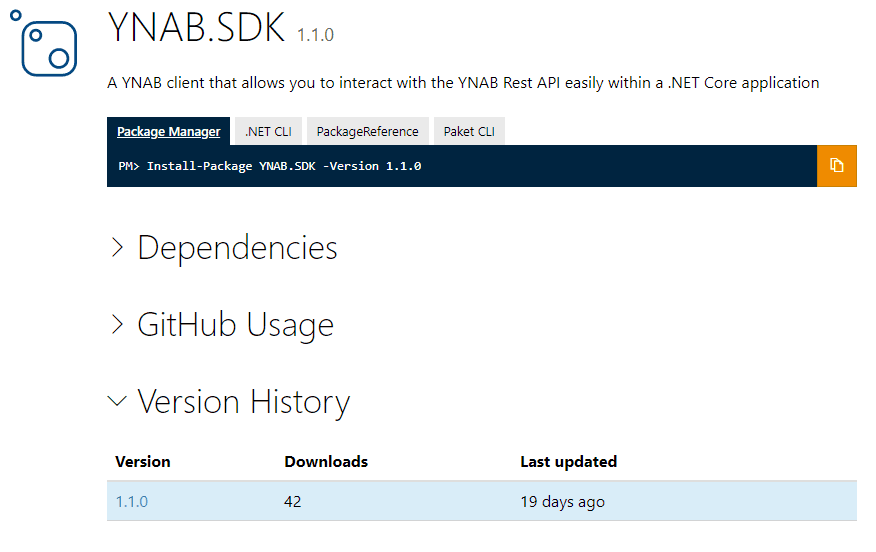 YNAB.SDK 1.1.0
A YNAB client that allows you to interact with the YNAB Rest API easily within a .NET Core application
Package Manager .NET CLI PackageReference Paket CLI
PM> Install-Package YNAB.SDK -Version 1.1.0
Dependencies
GitHub Usage
Version History
Version Downloads Last updated
1.1.0 42 19 days ago